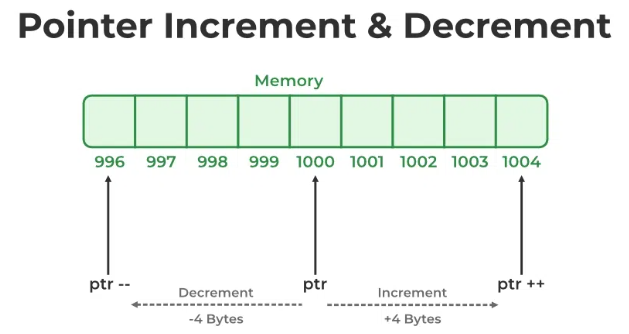 Pointer Increment & Decrement
Memory
996 997 998 999 1000 1001 1002 1003 1004
ptr -- ptr ptr ++
Decrement Increment
-4 Bytes +4 Bytes